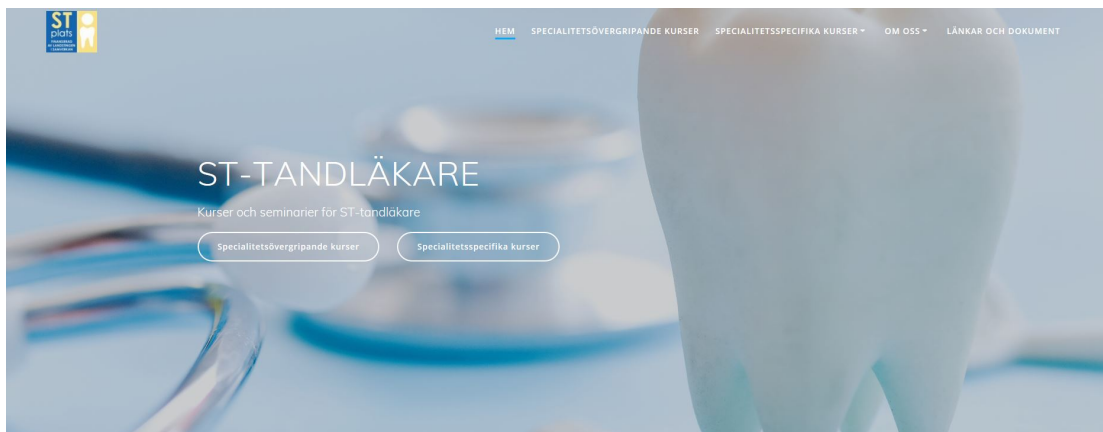 ST
plats
HEM SPECIALITETSÖVERGRIPANDE KURSER SPECIALITETSSPECIFIKA KURSER OM OSS LÄNKAR OCH DOKUMENT
ST-TANDLÄKARE
Kurser och seminarier för ST-tandläkare
Specialitetsövergripande kurser Specialitetsspecifika kurser